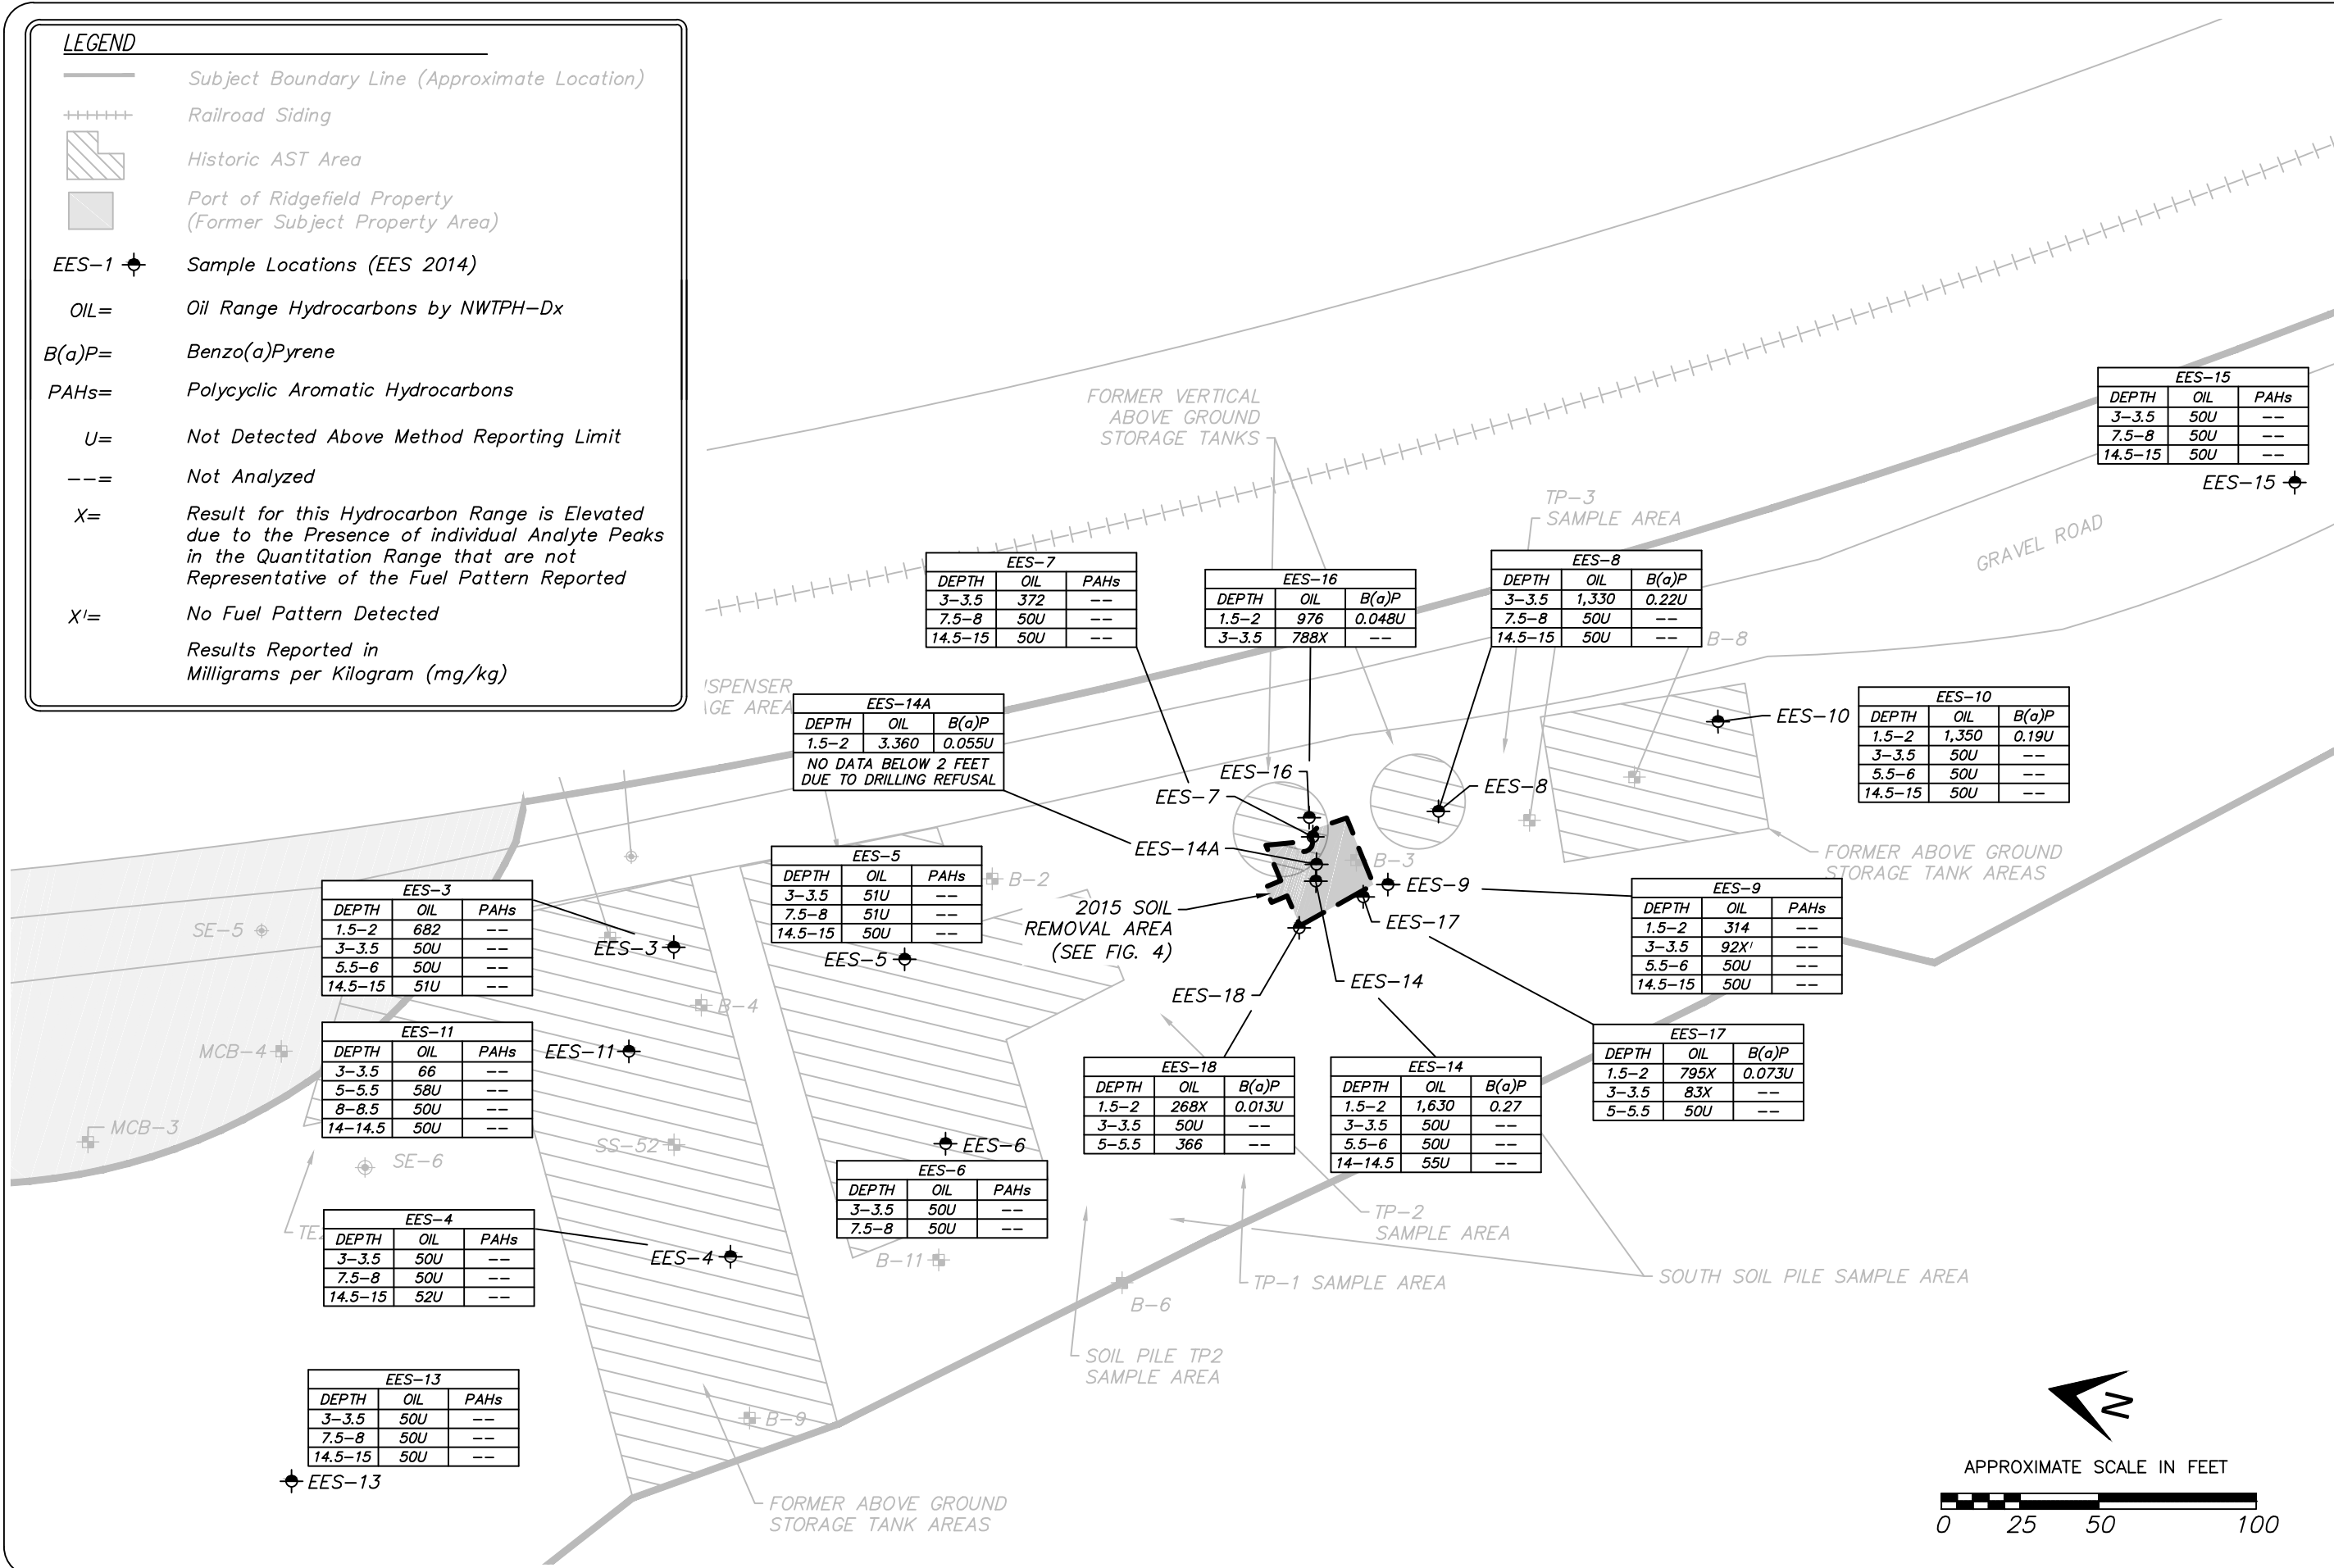 LEGEND
Subject Boundary Line (Approximate Location)
Railroad Siding
Historic AST Area
Port of Ridgefield Property
(Former Subject Property Area)
EES-1 Sample Locations (EES 2014)
OIL= Oil Range Hydrocarbons by NWTPH-Dx
B(a)P= Benzo(a)Pyrene
PAHs= Polycyclic Aromatic Hydrocarbons
U= Not Detected Above Method Reporting Limit
--= Not Analyzed
X= Result for this Hydrocarbon Range is Elevated
due to the Presence of individual Analyte Peaks
in the Quantitation Range that are not
Representative of the Fuel Pattern Reported
X'= No Fuel Pattern Detected
Results Reported in
Milligrams per Kilogram (mg/kg)
FORMER VERTICAL
ABOVE GROUND
STORAGE TANKS
TP-3
SAMPLE AREA
GRAVEL ROAD
EES-15
DEPTH OIL PAHs
3-3.5 50U --
7.5-8 50U --
14.5-15 50U --
EES-15
EES-7
DEPTH OIL PAHs
3-3.5 372 --
7.5-8 50U --
14.5-15 50U --
EES-16
DEPTH OIL B(a)P
1.5-2 976 0.048U
3-3.5 788X --
EES-8
DEPTH OIL B(a)P
3-3.5 1,330 0.22U
7.5-8 50U --
14.5-15 50U --
B-8
ISPENSER
AGE AREA
EES-14A
DEPTH OIL B(a)P
1.5-2 3.360 0.055U
NO DATA BELOW 2 FEET
DUE TO DRILLING REFUSAL
EES-10
EES-10
DEPTH OIL B(a)P
1.5-2 1,350 0.19U
3-3.5 50U --
5.5-6 50U --
14.5-15 50U --
EES-16
EES-7
EES-8
EES-14A
B-3
FORMER ABOVE GROUND
STORAGE TANK AREAS
EES-5
DEPTH OIL PAHs
3-3.5 51U --
7.5-8 51U --
14.5-15 50U --
EES-5
B-2
2015 SOIL
REMOVAL AREA
(SEE FIG. 4)
EES-9
EES-9
DEPTH OIL PAHs
1.5-2 314 --
3-3.5 92X' --
5.5-6 50U --
14.5-15 50U --
EES-17
EES-3
DEPTH OIL PAHs
1.5-2 682 --
3-3.5 50U --
5.5-6 50U --
14.5-15 51U --
EES-3
SE-5
B-4
EES-18
EES-14
EES-17
DEPTH OIL B(a)P
1.5-2 795X 0.073U
3-3.5 83X --
5-5.5 50U --
MCB-4
EES-11
DEPTH OIL PAHs
3-3.5 66 --
5-5.5 58U --
8-8.5 50U --
14-14.5 50U --
EES-11
EES-18
DEPTH OIL B(a)P
1.5-2 268X 0.013U
3-3.5 50U --
5-5.5 366 --
EES-14
DEPTH OIL B(a)P
1.5-2 1,630 0.27
3-3.5 50U --
5.5-6 50U --
14-14.5 55U --
MCB-3
SE-6
SS-52
EES-6
EES-6
DEPTH OIL PAHs
3-3.5 50U --
7.5-8 50U --
EES-4
DEPTH OIL PAHs
3-3.5 50U --
7.5-8 50U --
14.5-15 52U --
EES-4
B-11
TP-2
SAMPLE AREA
TP-1 SAMPLE AREA
SOUTH SOIL PILE SAMPLE AREA
B-6
SOIL PILE TP2
SAMPLE AREA
EES-13
DEPTH OIL PAHs
3-3.5 50U --
7.5-8 50U --
14.5-15 50U --
EES-13
B-9
FORMER ABOVE GROUND
STORAGE TANK AREAS
N
APPROXIMATE SCALE IN FEET
0 25 50 100